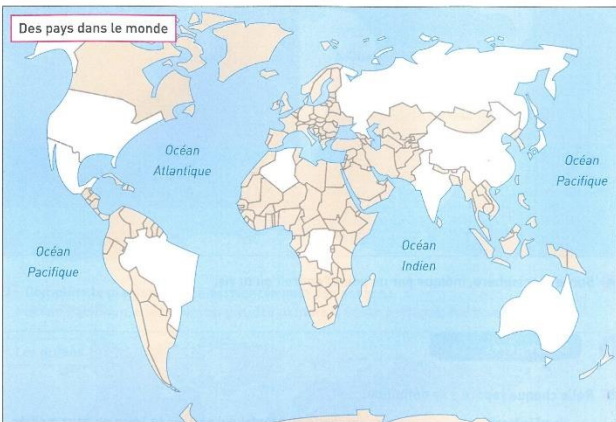 Des pays dans le monde
Océan
Atlantique
Océan
Pacifique
Océan
Pacifique
Océan
Indien